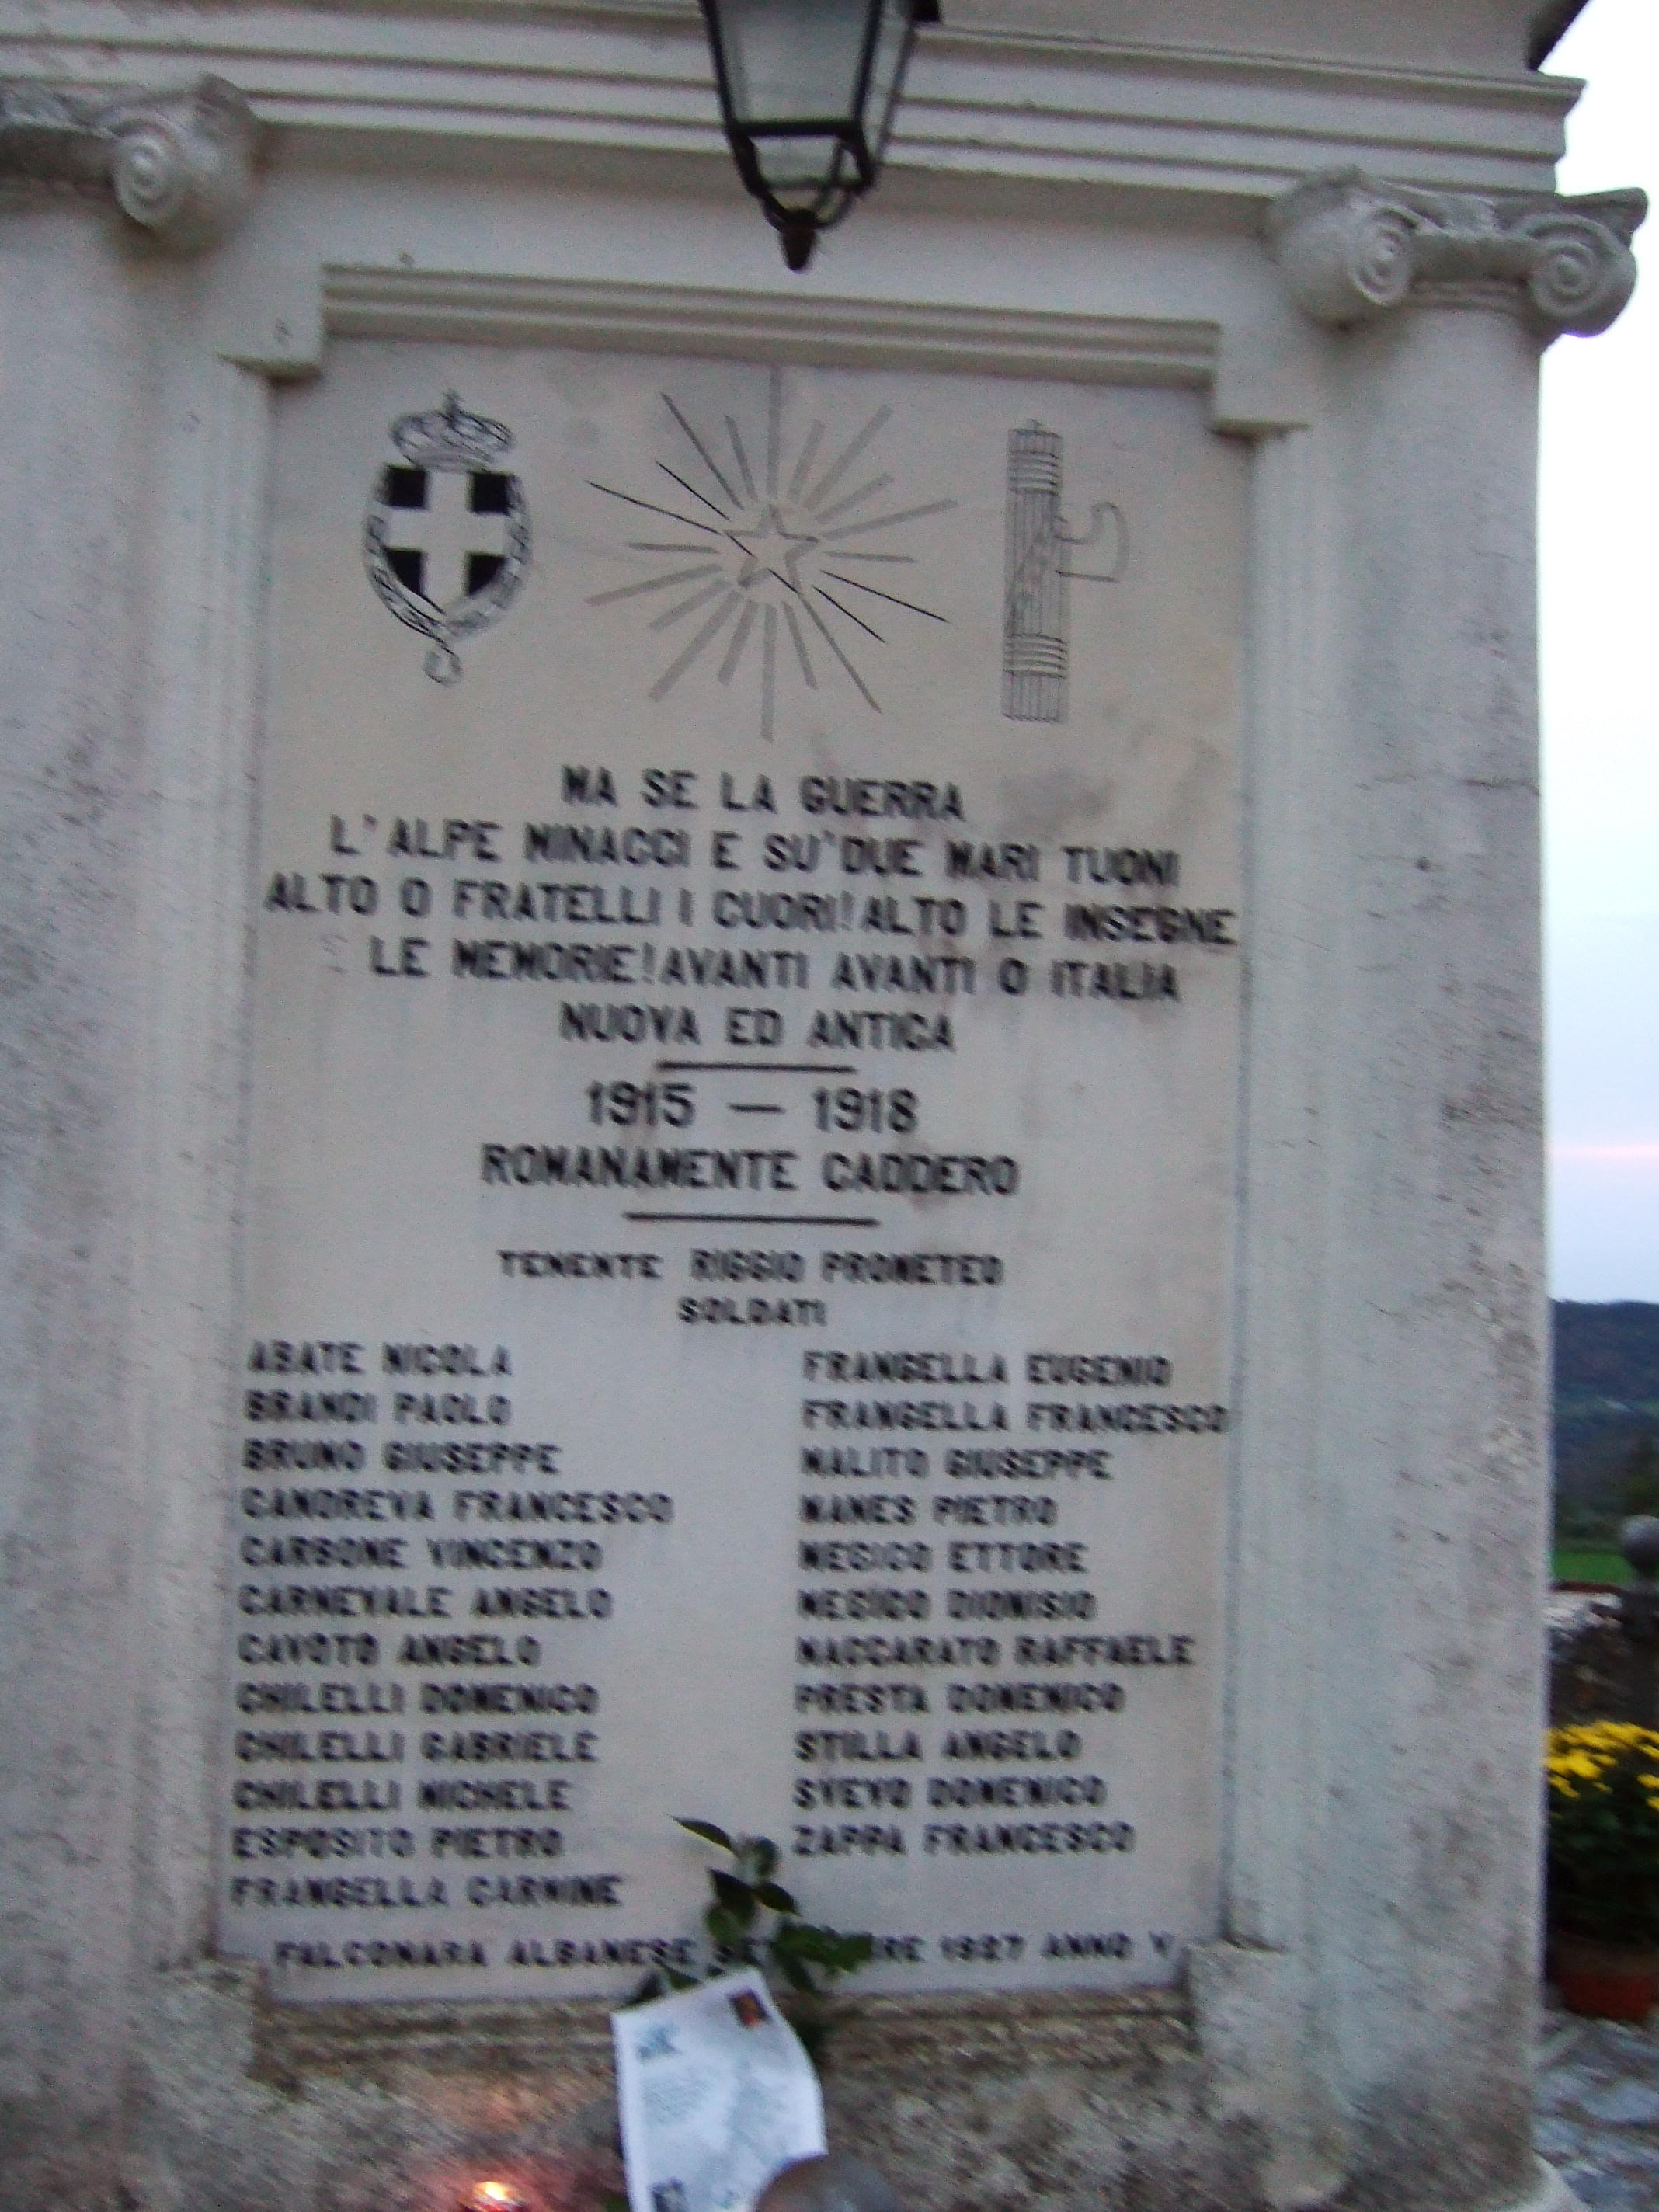 MA SE LA GUERRA
L'ALPE MINACCI E SU'DUE MARI TUONI
ALTO O FRATELLI I CUORI! ALTO LE INSEGNE
E LE MEMORIE! AVANTI AVANTI O ITALIA
NUOVA ED ANTICA
1915 — 1918
ROMANAMENTE CADDERO
TENENTE RIGGIO PROMETEO
SOLDATI
ABATE NICOLA
BRANDI PAOLO
BRUNO GIUSEPPE
CANDREVA FRANCESCO
CARBONE VINCENZO
CARNEVALE ANGELO
CAVOTO ANGELO
CHILELLI DOMENICO
CHILELLI GABRIELE
CHILELLI MICHELE
ESPOSITO PIETRO
FRANGELLA CARMINE
FRANGELLA EUGENIO
FRANGELLA FRANCESCO
MALITO GIUSEPPE
MANES PIETRO
MEGICO ETTORE
MEGICO DIONISIO
NACCARATO RAFFAELE
PRESTA DOMENICO
STILLA ANGELO
SVEVO DOMENICO
ZAPPA FRANCESCO
FALCONARA ALBANESE 1927 ANNO V